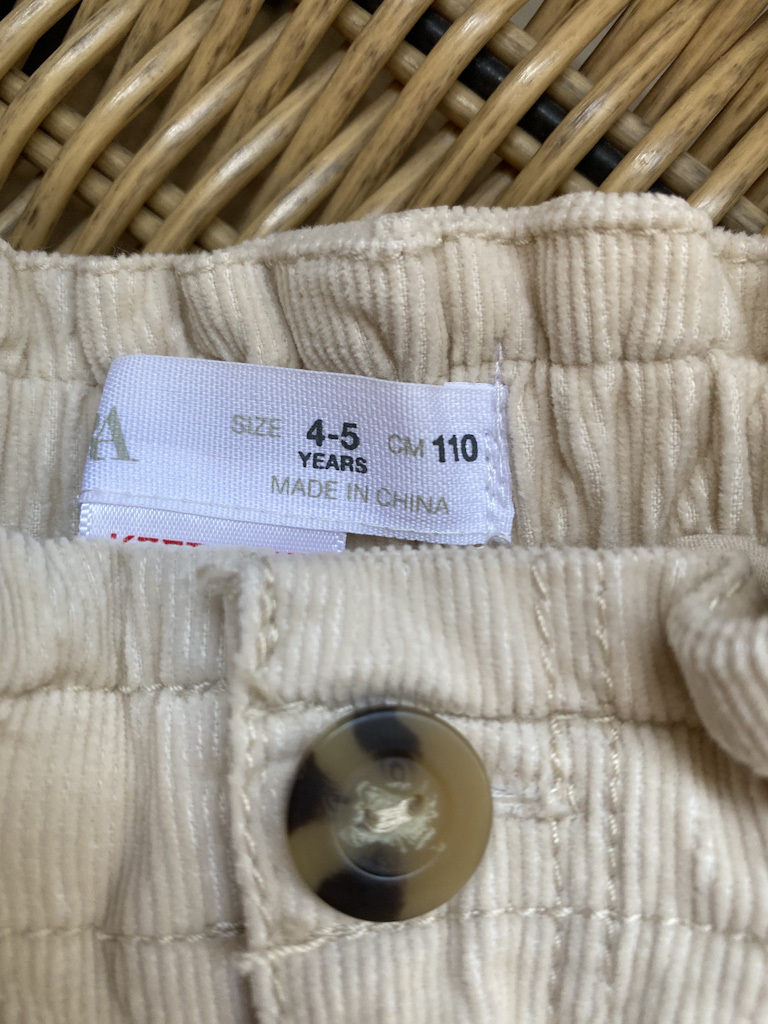 A
SIZE 4-5 CM 110
YEARS
MADE IN CHINA